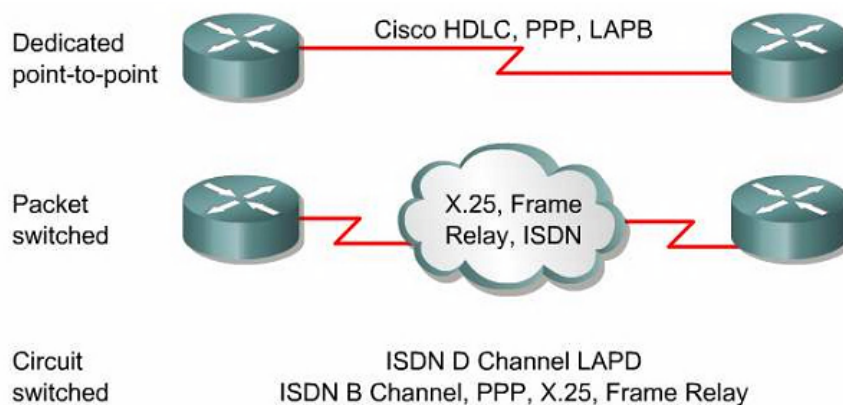 Dedicated
point-to-point
Cisco HDLC, PPP, LAPB
Packet
switched
X.25, Frame
Relay, ISDN
Circuit
switched
ISDN D Channel LAPD
ISDN B Channel, PPP, X.25, Frame Relay